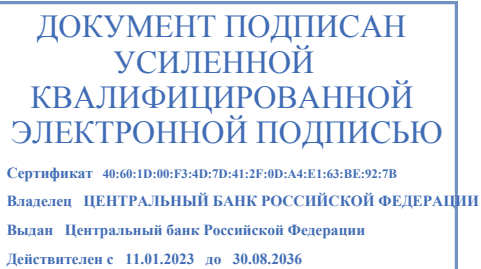 ДОКУМЕНТ ПОДПИСАН
УСИЛЕННОЙ
КВАЛИФИЦИРОВАННОЙ
ЭЛЕКТРОННОЙ ПОДПИСЬЮ
Сертификат 40:60:1D:00:F3:4D:7D:41:2F:0D:A4:E1:63:BE:92:7B
Владелец ЦЕНТРАЛЬНЫЙ БАНК РОССИЙСКОЙ ФЕДЕРАЦИИ
Выдан Центральный банк Российской Федерации
Действителен с 11.01.2023 до 30.08.2036